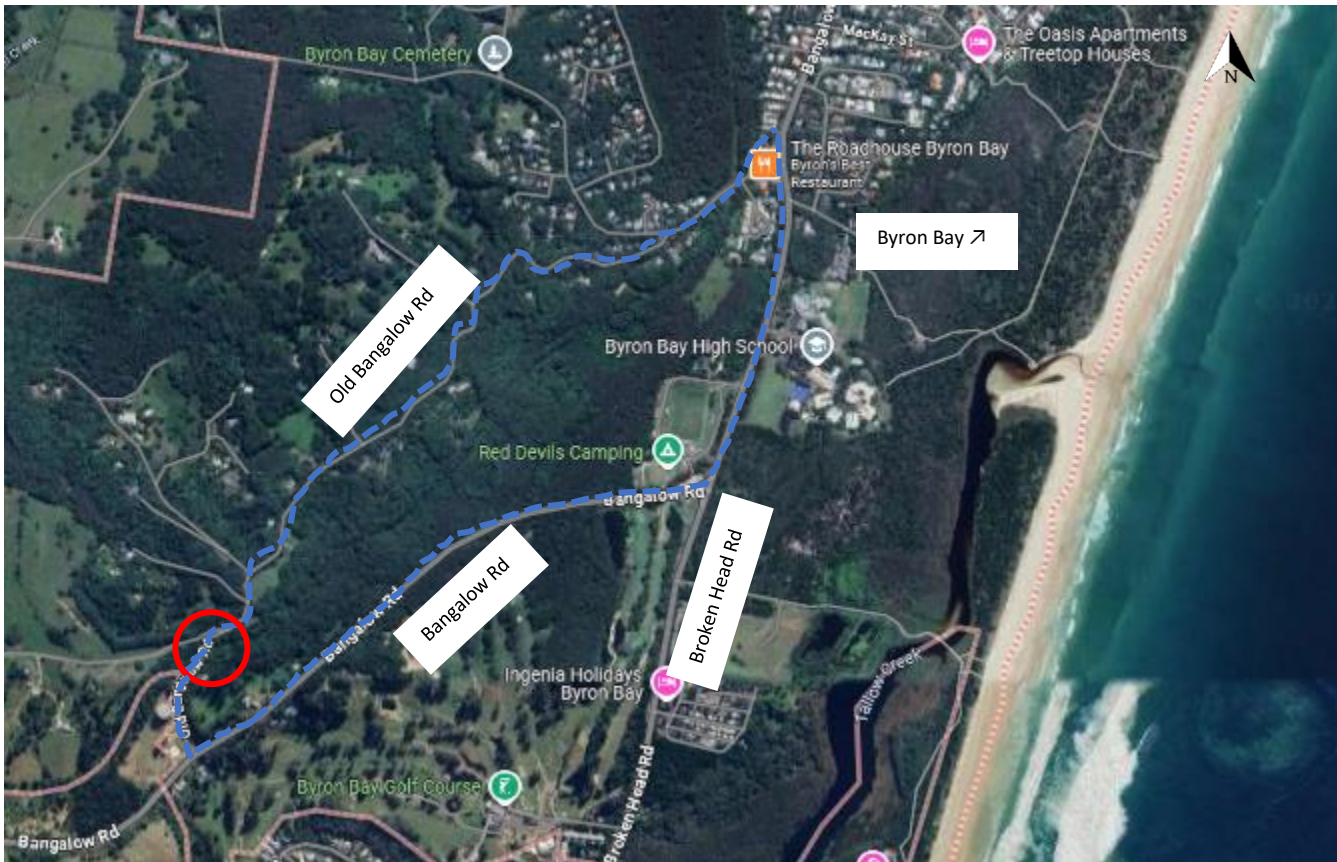 MacKay St
Bangalow
The Oasis Apartments
& Treetop Houses
Byron Bay Cemetery
N
The Roadhouse Byron Bay
Byron's Best
Restaurant
Byron Bay ↗
Old Bangalow Rd
Byron Bay High School
Red Devils Camping
Bangalow Rd
Bangalow Rd
Bangalow Rd
Broken Head Rd
Ingenia Holidays
Byron Bay
Tallow Creek
Byron Bay Golf Course
Broken Head Rd
Bangalow Rd